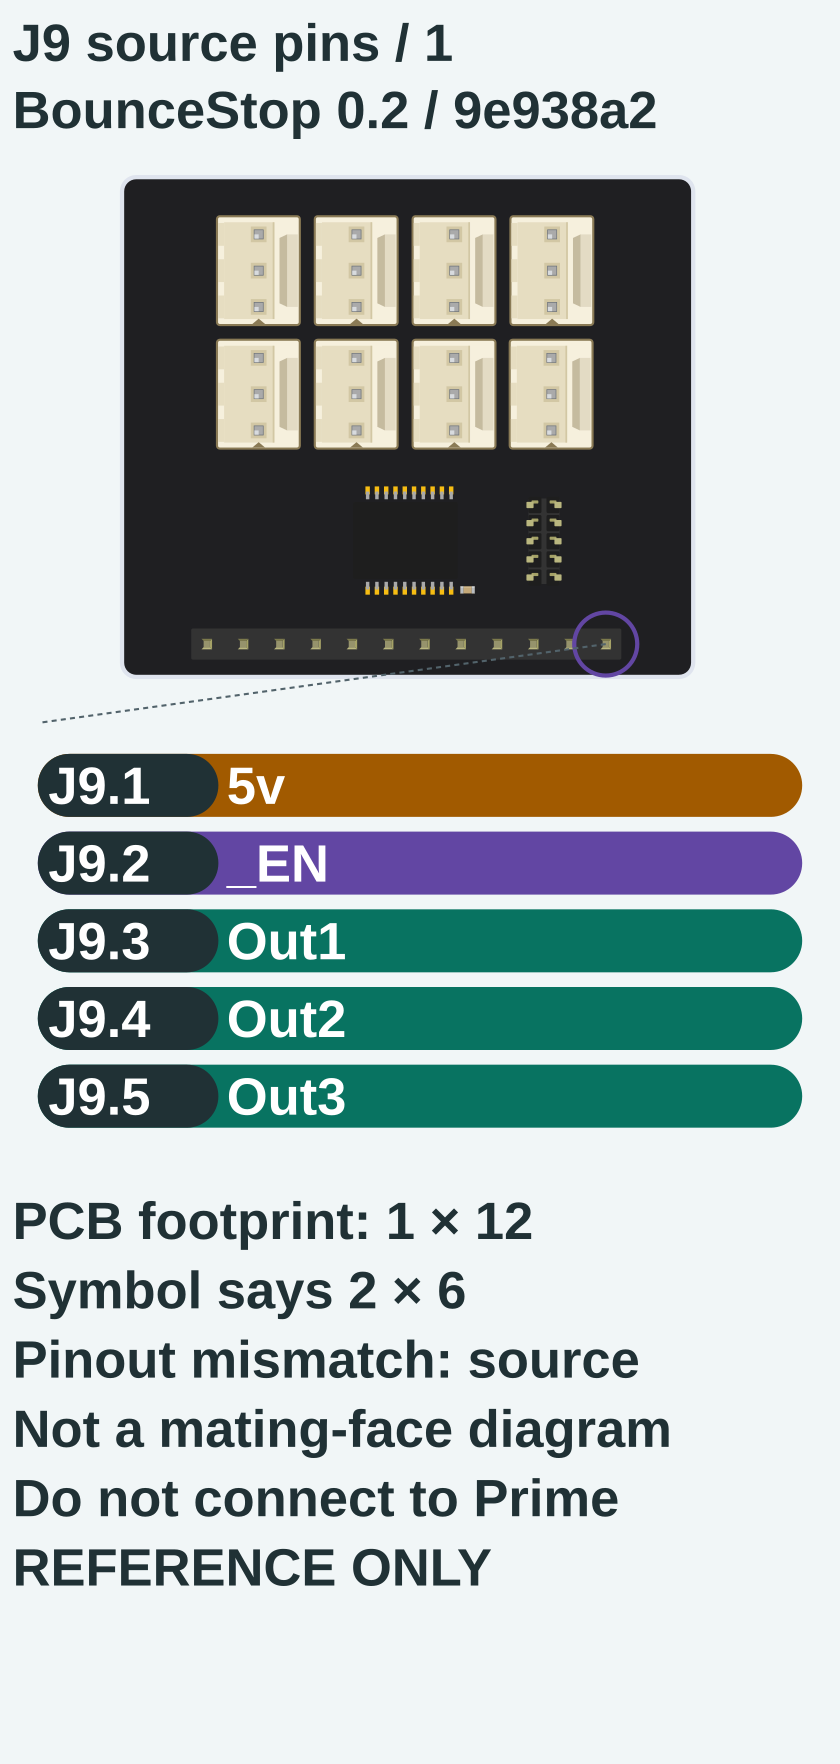 J9 source pins / 1
BounceStop 0.2 / 9e938a2
J9.1 5v
J9.2 _EN
J9.3 Out1
J9.4 Out2
J9.5 Out3
PCB footprint: 1 × 12
Symbol says 2 × 6
Pinout mismatch: source
Not a mating-face diagram
Do not connect to Prime
REFERENCE ONLY